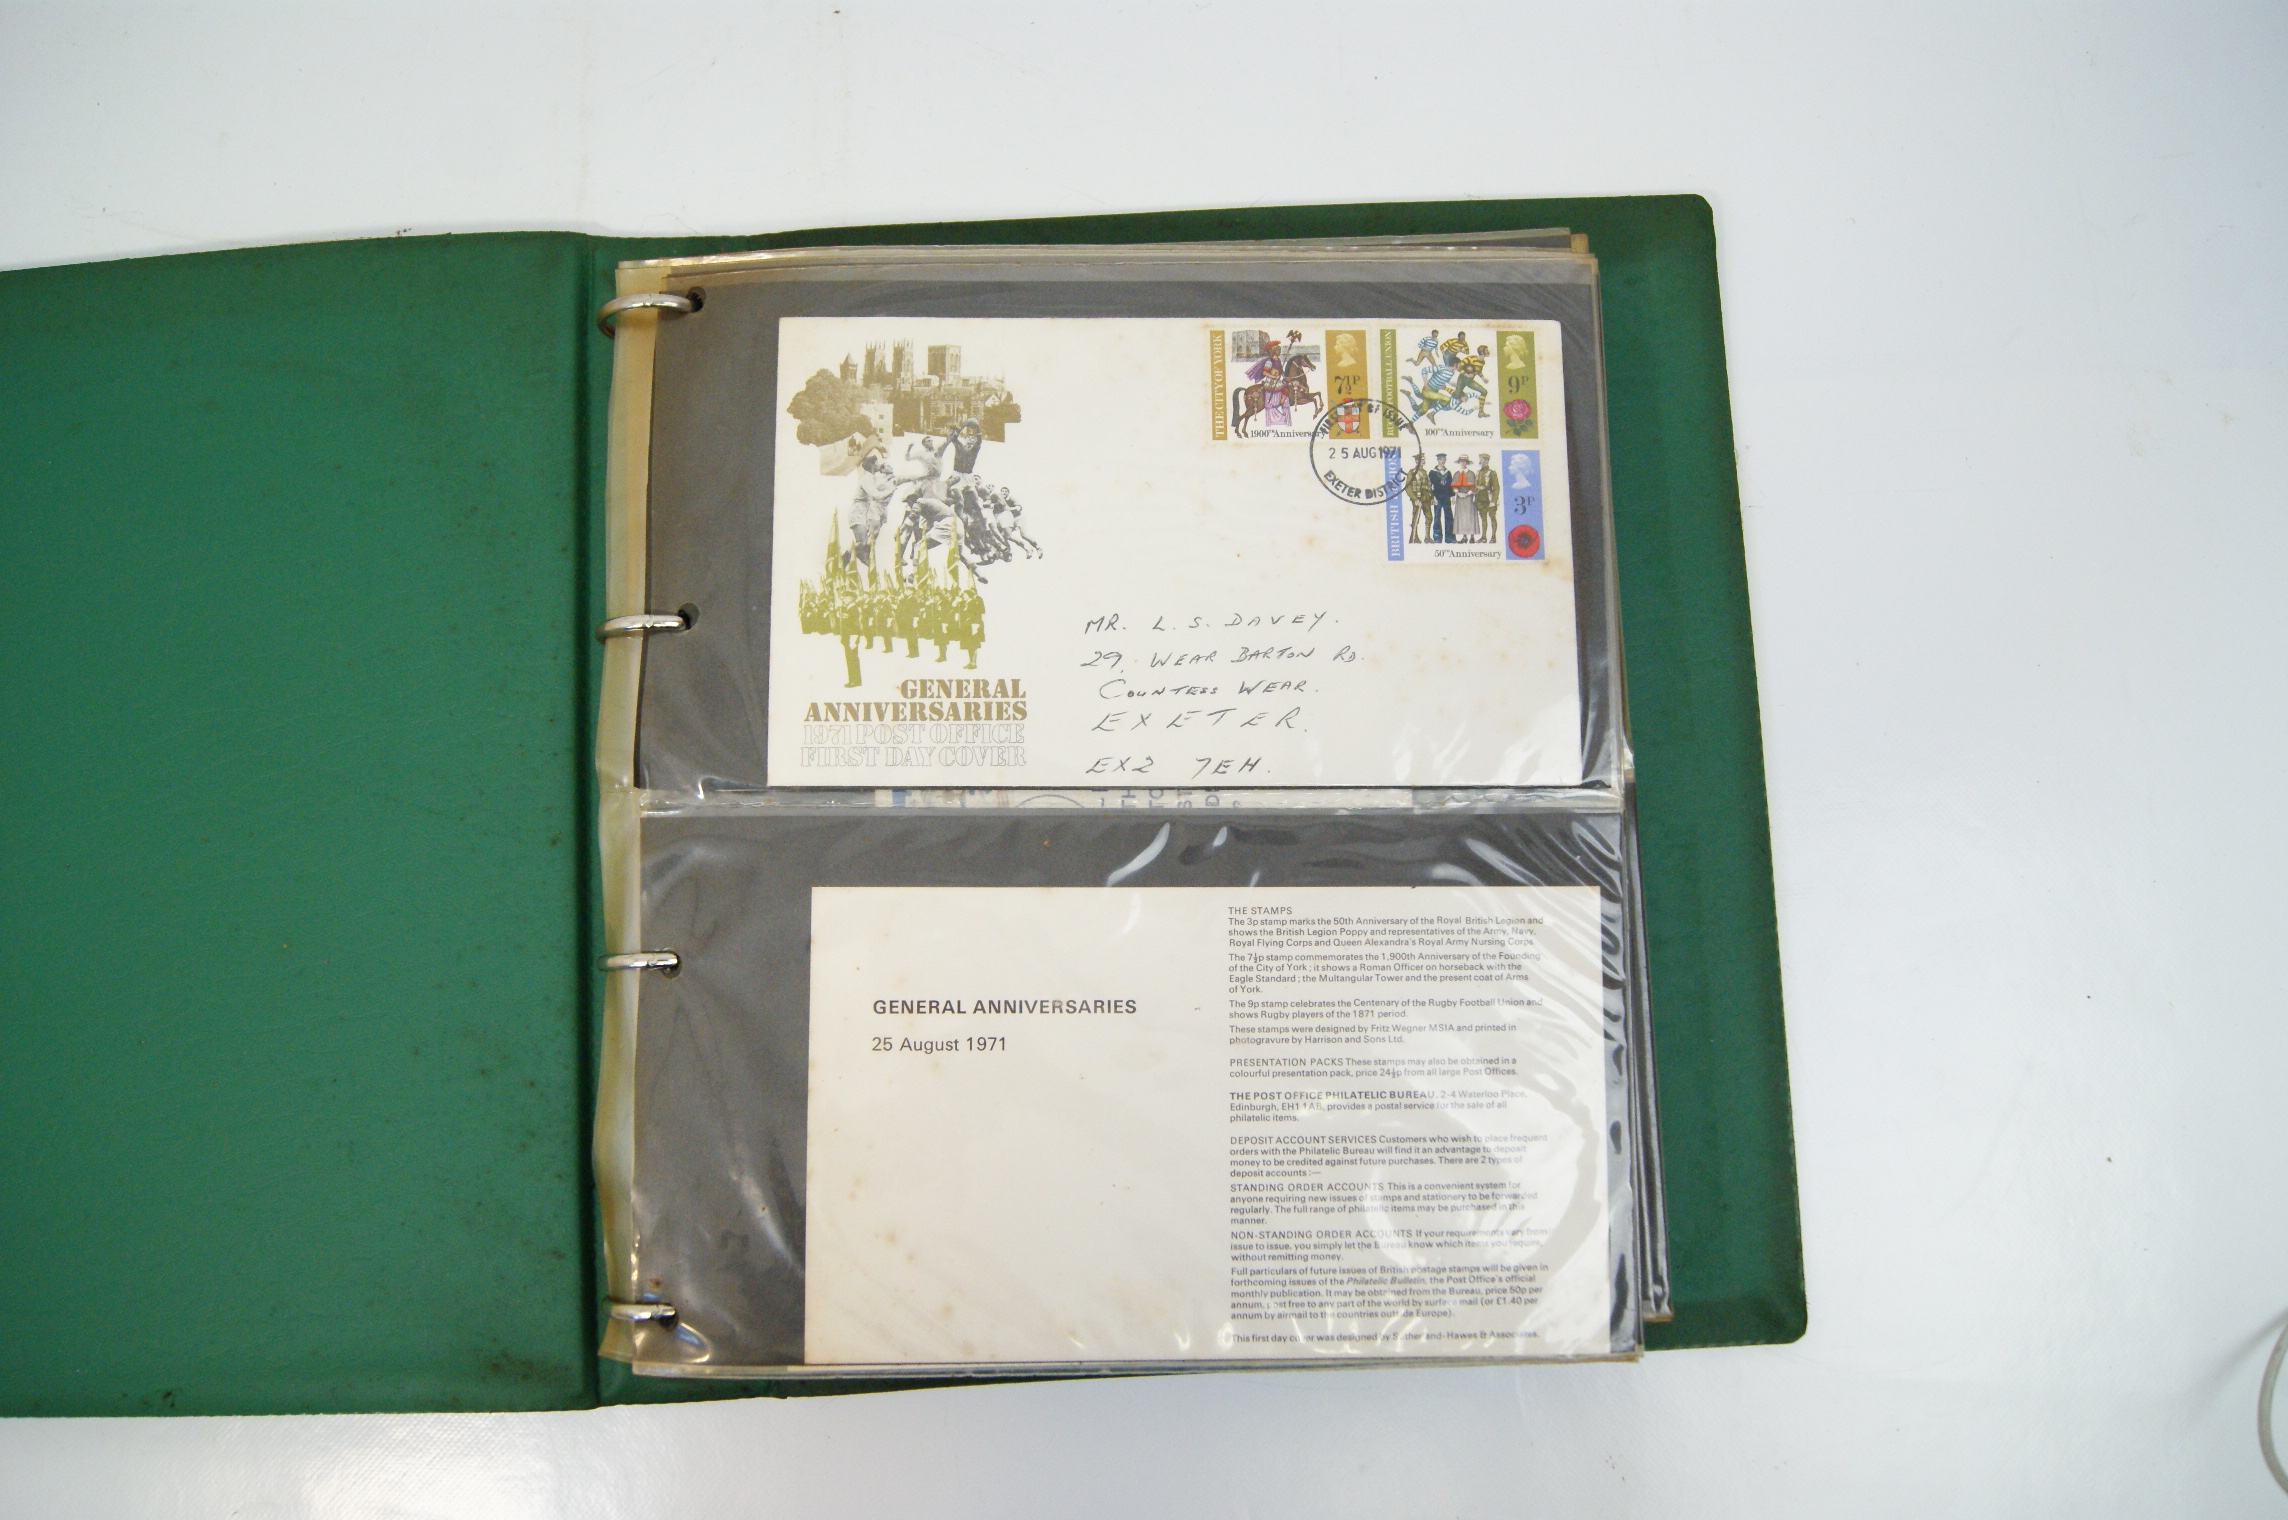 THE CITY OF YORK
7½P
1900th Anniversary
FOOTBALL UNION
9P
100th Anniversary
25 AUG 1971
EXETER DISTRICT
BRITISH
3P
50th Anniversary
MR. L. S. DAVEY.
29, WEAR BARTON RD.
COUNTESS WEAR.
EXETER.
EX2 7EH.
GENERAL
ANNIVERSARIES
1971 POST OFFICE
FIRST DAY COVER
GENERAL ANNIVERSARIES
25 August 1971
THE STAMPS
The 3p stamp marks the 50th Anniversary of the Royal British Legion and
shows the British Legion Poppy and representatives of the Army, Navy,
Royal Flying Corps and Queen Alexandra's Royal Army Nursing Corps.
The 7½p stamp commemorates the 1,900th Anniversary of the Founding
of the City of York; it shows a Roman Officer on horseback with the
Eagle Standard; the Multangular Tower and the present coat of Arms
of York.
The 9p stamp celebrates the Centenary of the Rugby Football Union and
shows Rugby players of the 1871 period.
These stamps were designed by Fritz Wegner MSIA and printed in
photogravure by Harrison and Sons Ltd.
PRESENTATION PACKS These stamps may also be obtained in a
colourful presentation pack, price 24½p from all large Post Offices.
THE POST OFFICE PHILATELIC BUREAU, 2-4 Waterloo Place,
Edinburgh, EH1 1AB, provides a postal service for the sale of all
philatelic items.
DEPOSIT ACCOUNT SERVICES Customers who wish to place frequent
orders with the Philatelic Bureau will find it an advantage to deposit
money to be credited against future purchases. There are 2 types of
deposit accounts:—
STANDING ORDER ACCOUNTS This is a convenient system for
anyone requiring new issues of stamps and stationery to be forwarded
regularly. The full range of philatelic items may be purchased in this
manner.
NON-STANDING ORDER ACCOUNTS If your requirements vary from
issue to issue, you simply let the Bureau know which items you require,
without remitting money.
Full particulars of future issues of British postage stamps will be given in
forthcoming issues of the Philatelic Bulletin, the Post Office's official
monthly publication. It may be obtained from the Bureau, price 50p per
annum, post free to any part of the world by surface mail (or £1.40 per
annum by airmail to the countries outside Europe).
This first day cover was designed by Sutherland-Hawes & Associates.